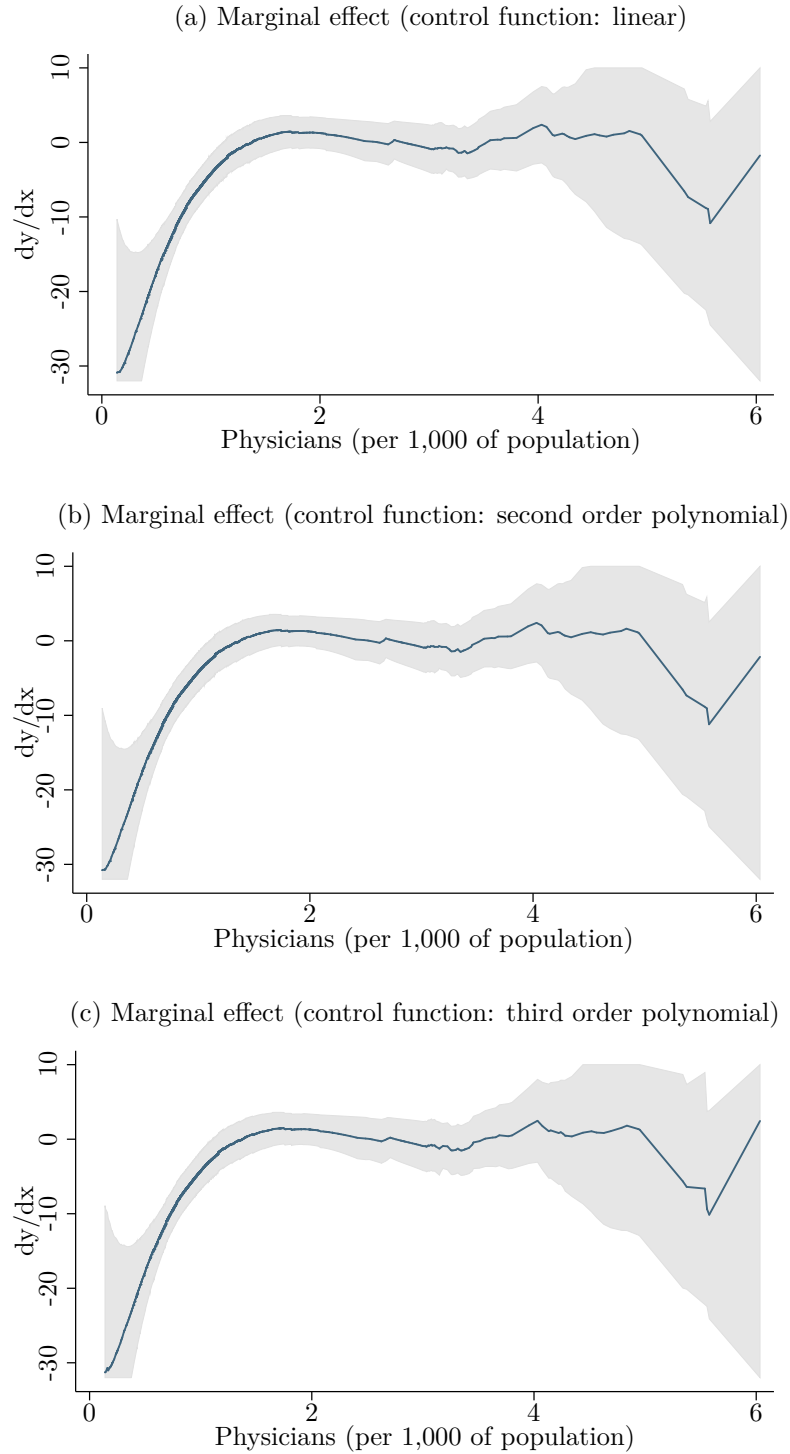 (a) Marginal effect (control function: linear)
10
0
-10
-20
-30
dy/dx
0 2 4 6
Physicians (per 1,000 of population)
(b) Marginal effect (control function: second order polynomial)
10
0
-10
-20
-30
dy/dx
0 2 4 6
Physicians (per 1,000 of population)
(c) Marginal effect (control function: third order polynomial)
10
0
-10
-20
-30
dy/dx
0 2 4 6
Physicians (per 1,000 of population)